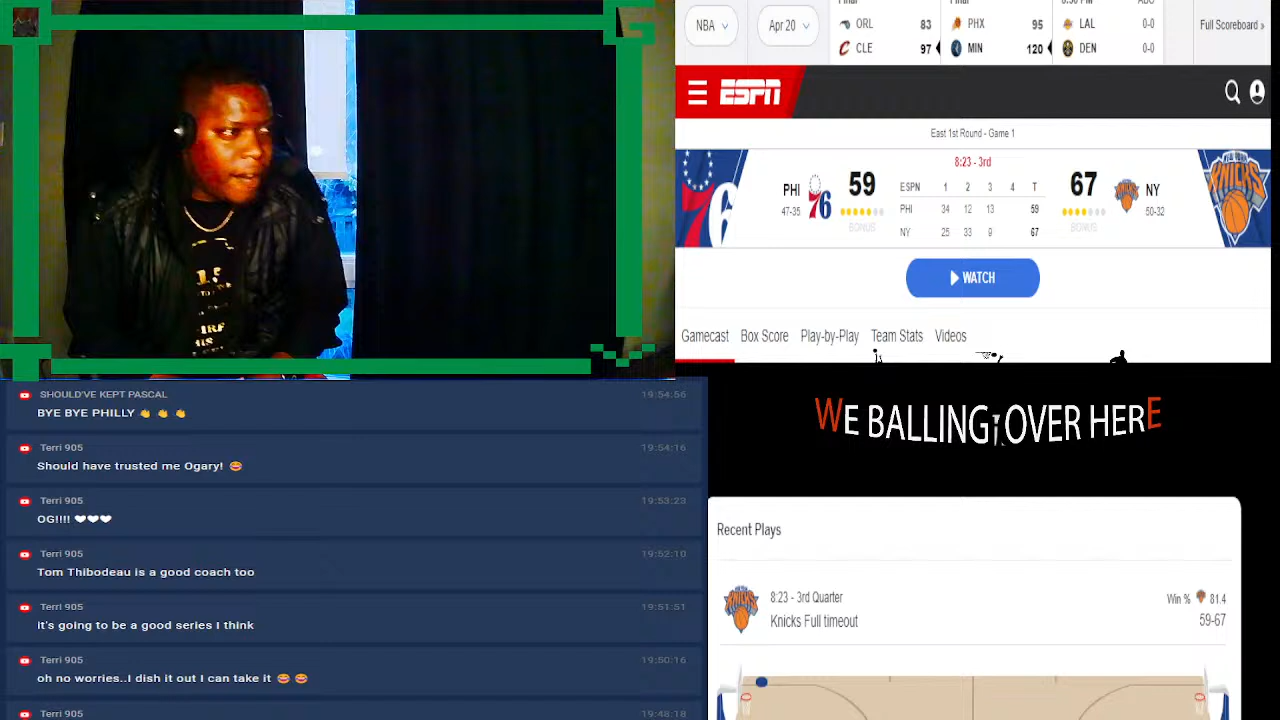 NBA
Apr 20
ORL 83
CLE 97
PHX 95
MIN 120
LAL 0-0
DEN 0-0
Full Scoreboard »
ESPN
East 1st Round - Game 1
8:23 - 3rd
PHI
47-35
76
59
BONUS
ESPN 1 2 3 4 T
PHI 34 12 13 59
NY 25 33 9 67
67
BONUS
NY
50-32
KNICKS
WATCH
Gamecast Box Score Play-by-Play Team Stats Videos
SHOULD'VE KEPT PASCAL 19:54:56
BYE BYE PHILLY 👏 👏 👏
Terri 905 19:54:16
Should have trusted me Ogary!
Terri 905 19:53:23
OG!!!! ❤❤❤
Terri 905 19:52:10
Tom Thibodeau is a good coach too
Terri 905 19:51:51
it's going to be a good series I think
Terri 905 19:50:16
oh no worries..I dish it out I can take it
Terri 905 19:48:18
WE BALLING OVER HERE
Recent Plays
KNICKS
8:23 - 3rd Quarter
Knicks Full timeout
Win % 81.4
59-67